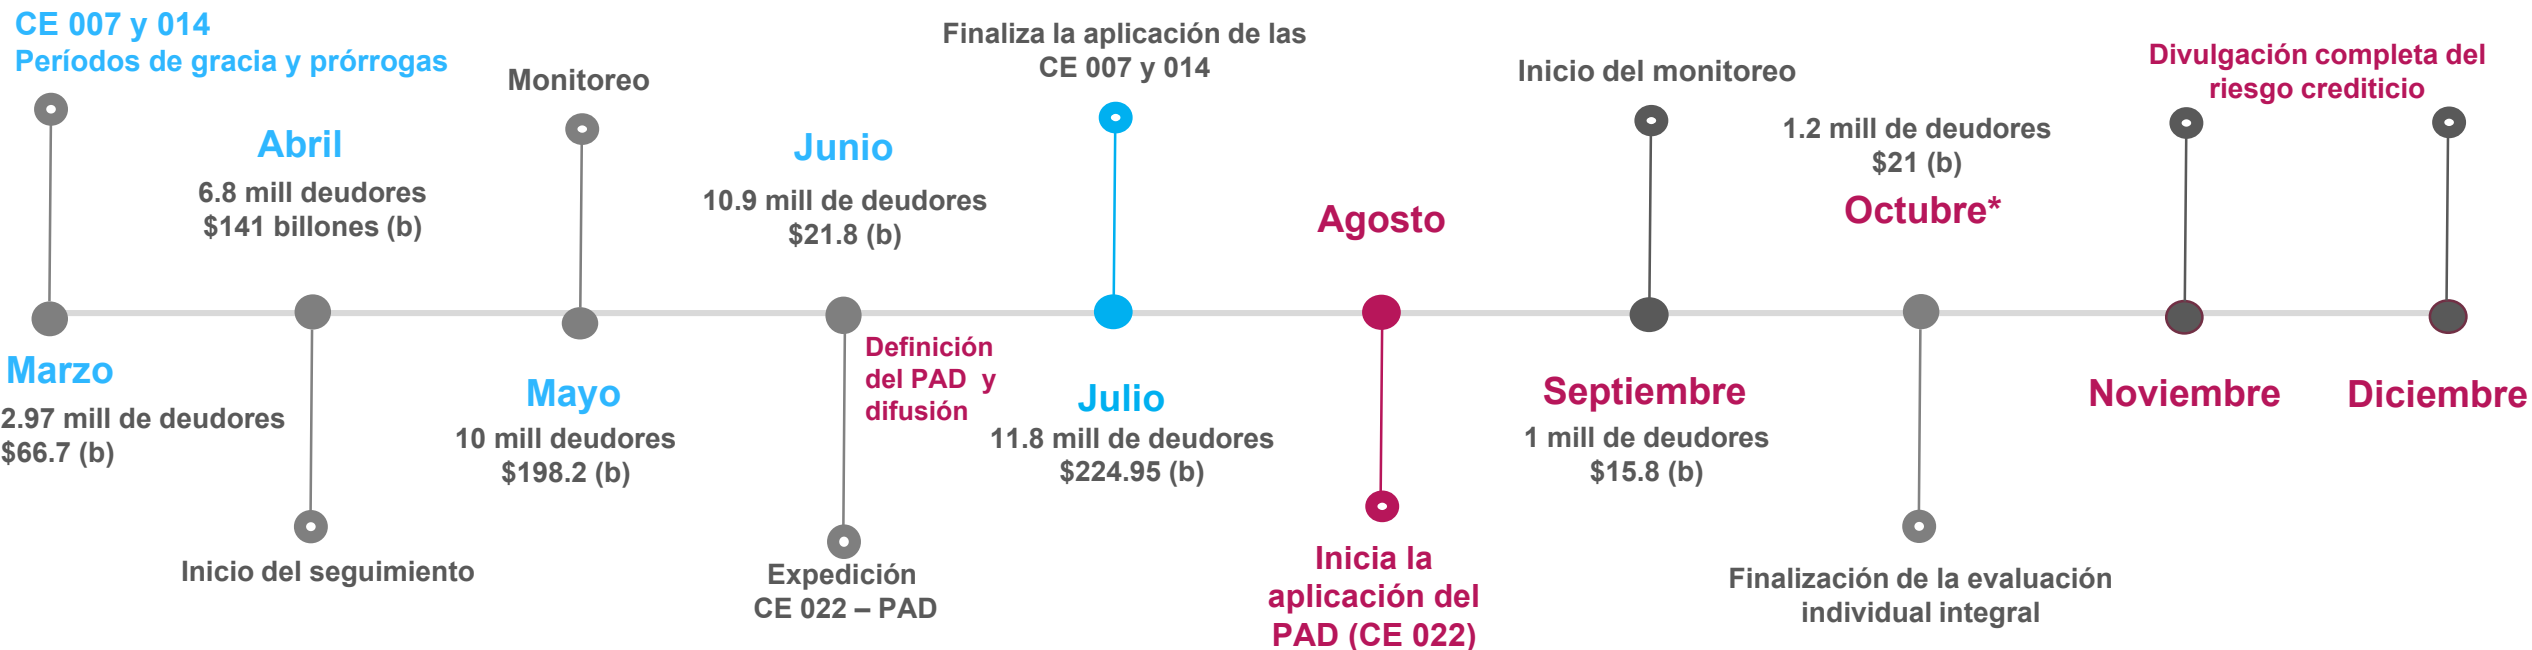 CE 007 y 014
Períodos de gracia y prórrogas
Marzo
2.97 mill de deudores
$66.7 (b)
Abril
6.8 mill deudores
$141 billones (b)
Inicio del seguimiento
Monitoreo
Mayo
10 mill deudores
$198.2 (b)
Junio
10.9 mill de deudores
$21.8 (b)
Definición
del PAD y
difusión
Expedición
CE 022 – PAD
Finaliza la aplicación de las
CE 007 y 014
Julio
11.8 mill de deudores
$224.95 (b)
Agosto
Inicia la
aplicación del
PAD (CE 022)
Inicio del monitoreo
Septiembre
1 mill de deudores
$15.8 (b)
1.2 mill de deudores
$21 (b)
Octubre*
Finalización de la evaluación
individual integral
Divulgación completa del
riesgo crediticio
Noviembre
Diciembre